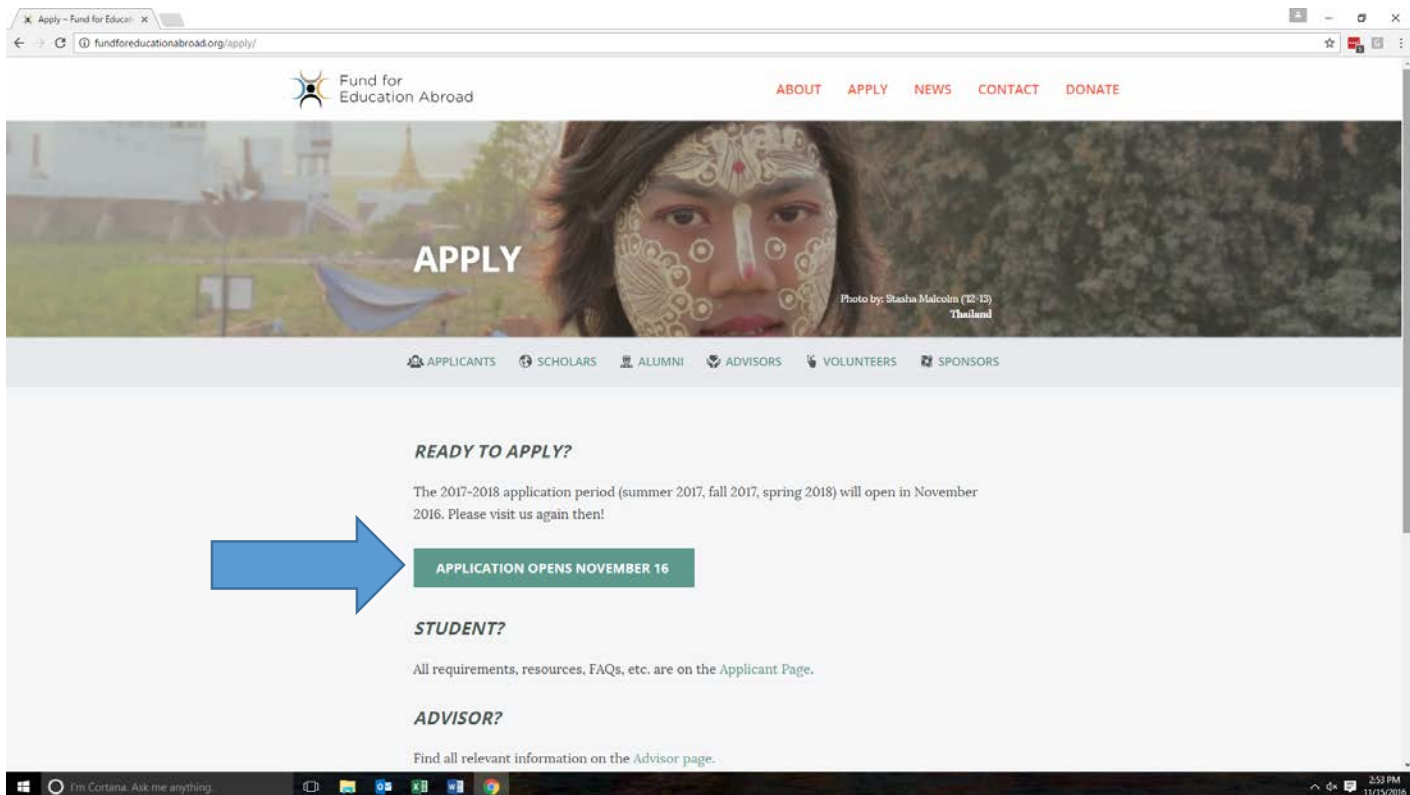 Apply – Fund for Educati
fundforeducationabroad.org/apply/
Fund for
Education Abroad
ABOUT APPLY NEWS CONTACT DONATE
APPLY
Photo by: Stasha Malcolm ('12-13)
Thailand
APPLICANTS SCHOLARS ALUMNI ADVISORS VOLUNTEERS SPONSORS
READY TO APPLY?
The 2017-2018 application period (summer 2017, fall 2017, spring 2018) will open in November
2016. Please visit us again then!
APPLICATION OPENS NOVEMBER 16
STUDENT?
All requirements, resources, FAQs, etc. are on the Applicant Page.
ADVISOR?
Find all relevant information on the Advisor page.
I'm Cortana. Ask me anything.
2:53 PM
11/15/2016